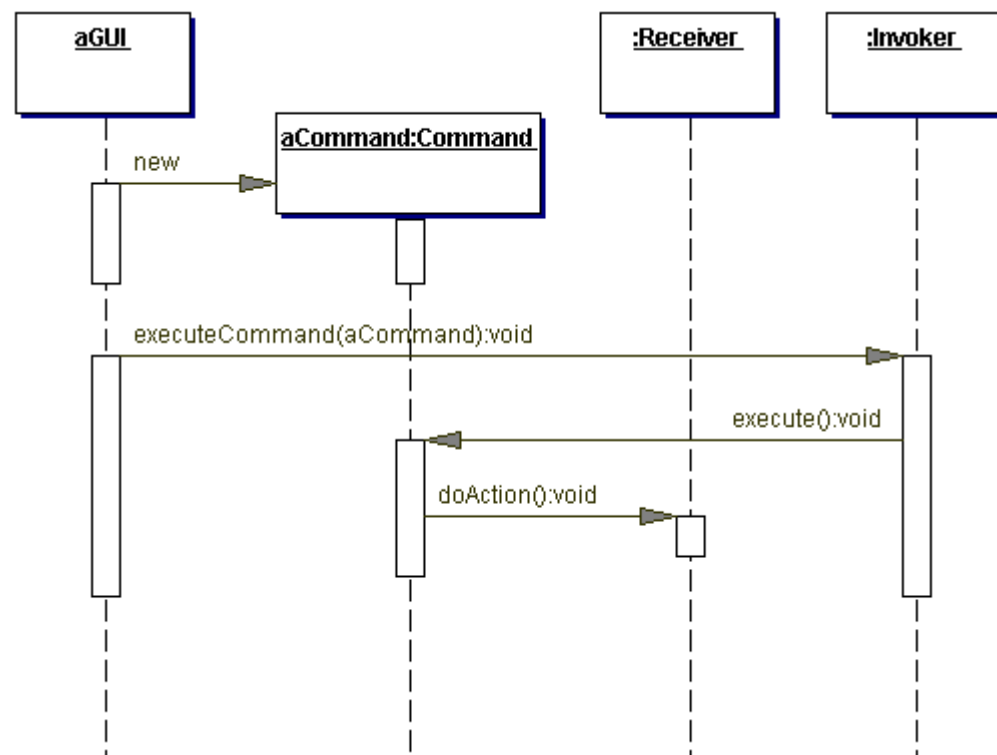 aGUI
:Receiver
:Invoker
aCommand:Command
new
executeCommand(aCommand):void
execute():void
doAction():void